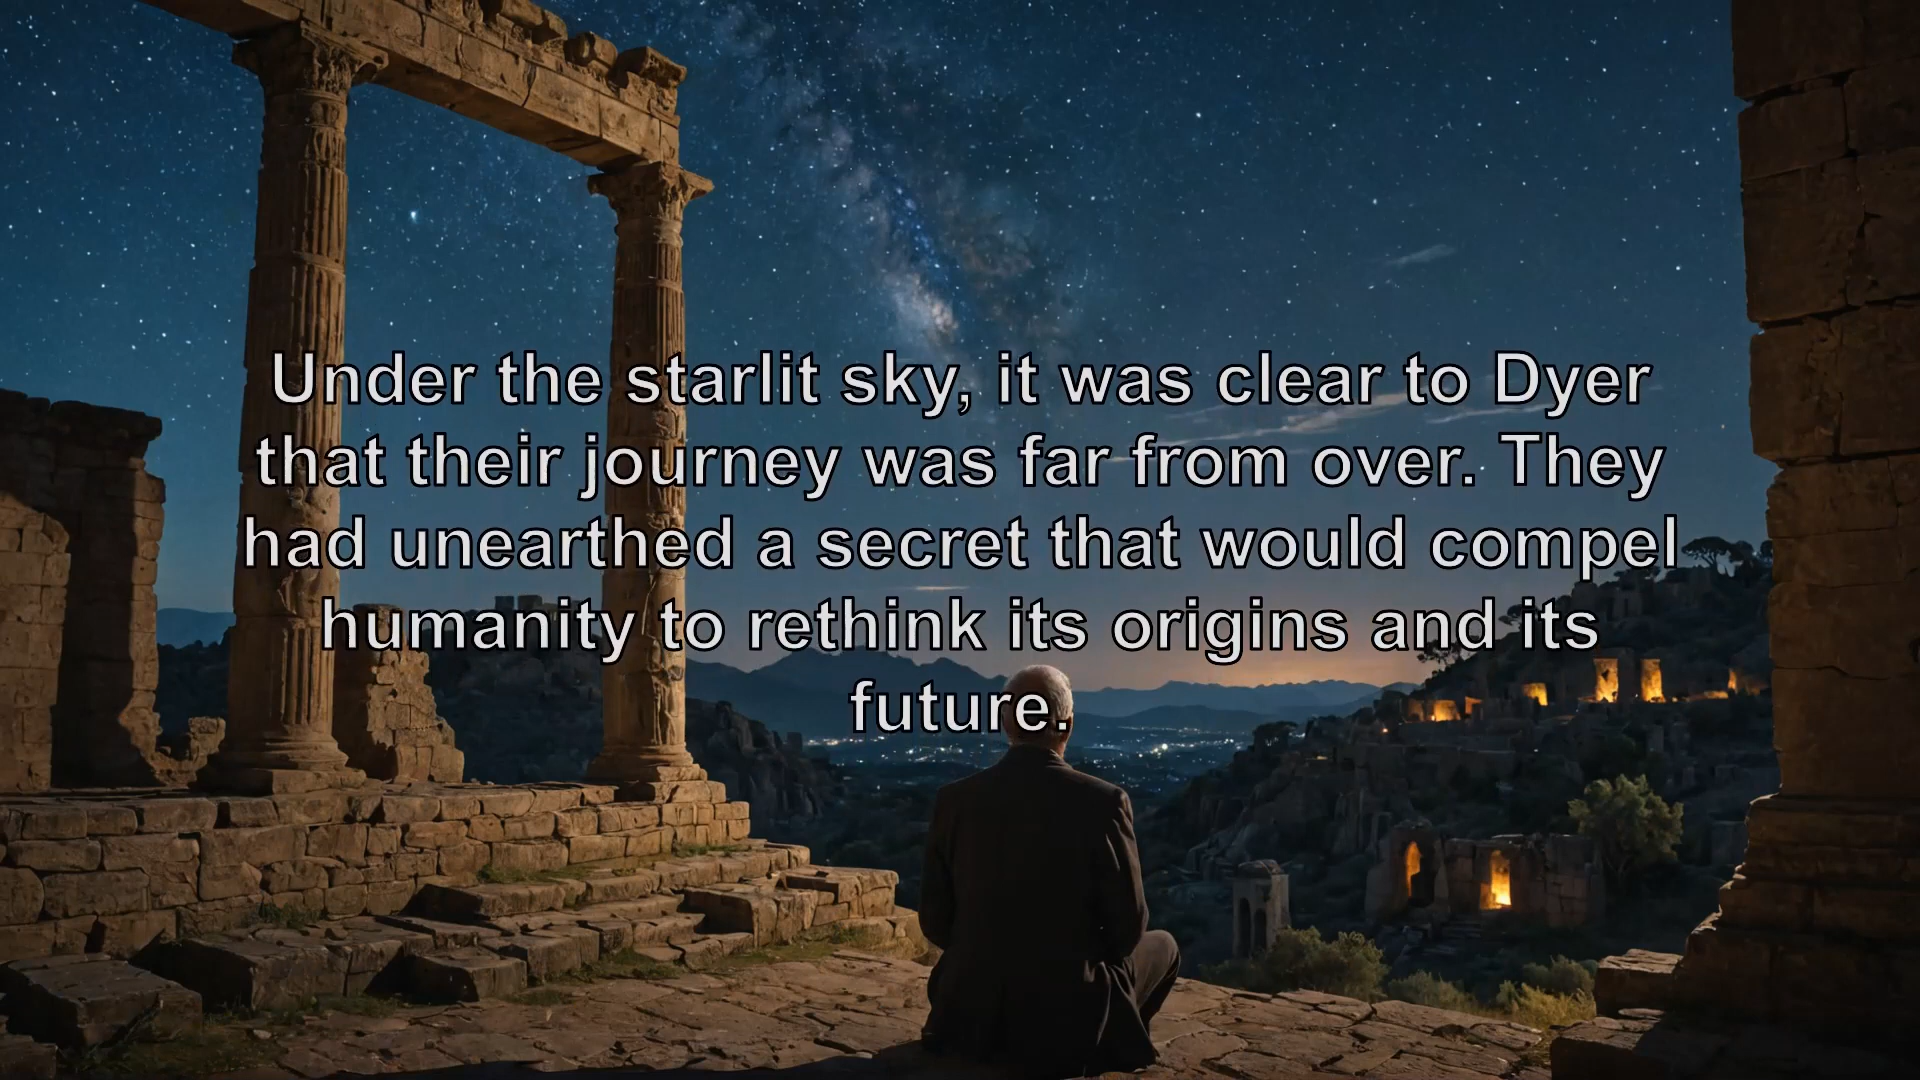 Under the starlit sky, it was clear to Dyer
that their journey was far from over. They
had unearthed a secret that would compel
humanity to rethink its origins and its
future.